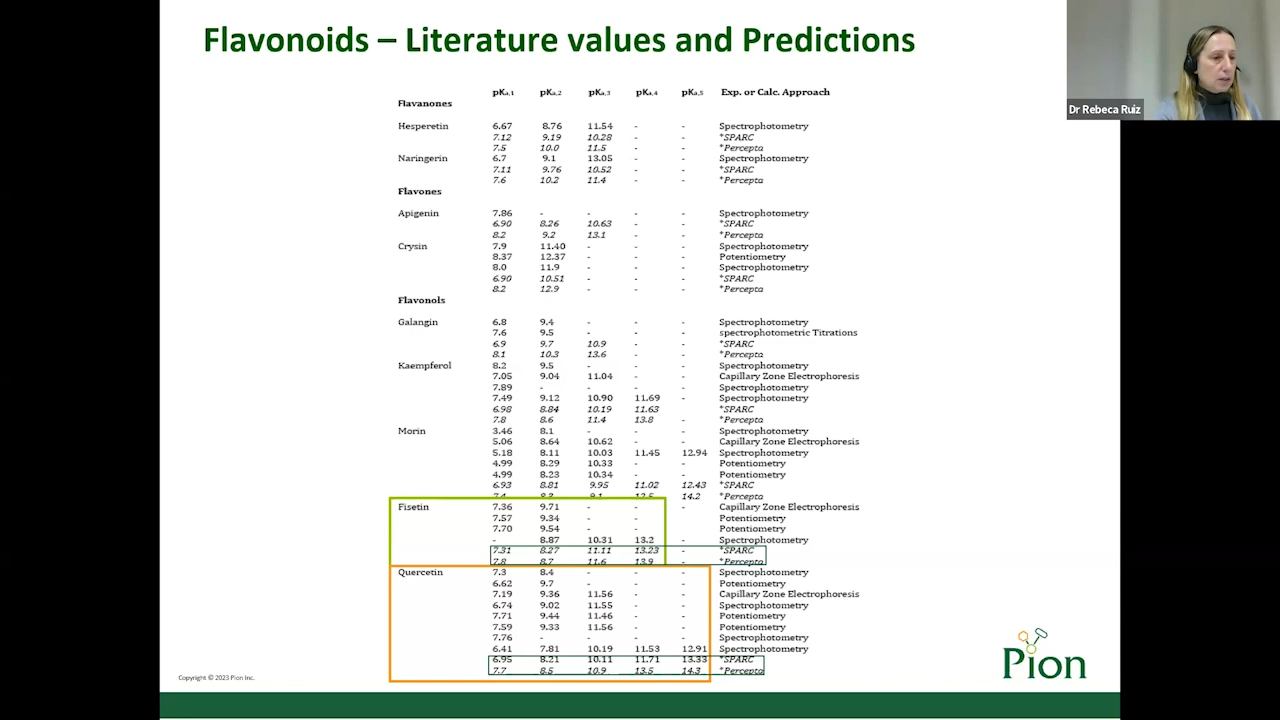 Flavonoids – Literature values and Predictions
Dr Rebeca Ruiz
pKa,1 pKa,2 pKa,3 pKa,4 pKa,5 Exp. or Calc. Approach
Flavanones
Hesperetin 6.67 8.76 11.54 - - Spectrophotometry
7.12 9.19 10.28 - - *SPARC
7.5 10.0 11.5 - - *Percepta
Naringerin 6.7 9.1 13.05 - - Spectrophotometry
7.11 9.76 10.52 - - *SPARC
7.6 10.2 11.4 - - *Percepta
Flavones
Apigenin 7.86 - - - - Spectrophotometry
6.90 8.26 10.63 - - *SPARC
8.2 9.2 13.1 - - *Percepta
Crysin 7.9 11.40 - - - Spectrophotometry
8.37 12.37 - - - Potentiometry
8.0 11.9 - - - Spectrophotometry
6.90 10.51 - - - *SPARC
8.2 12.9 - - - *Percepta
Flavonols
Galangin 6.8 9.4 - - - Spectrophotometry
7.6 9.5 - - - spectrophotometric Titrations
6.9 9.7 10.9 - - *SPARC
8.1 10.3 13.6 - - *Percepta
Kaempferol 8.2 9.5 - - - Spectrophotometry
7.05 9.04 11.04 - - Capillary Zone Electrophoresis
7.89 - - - - Spectrophotometry
7.49 9.12 10.90 11.69 - Spectrophotometry
6.98 8.84 10.19 11.63 *SPARC
7.8 8.6 11.4 13.8 - *Percepta
Morin 3.46 8.1 - - - Spectrophotometry
5.06 8.64 10.62 - - Capillary Zone Electrophoresis
5.18 8.11 10.03 11.45 12.94 Spectrophotometry
4.99 8.29 10.33 - - Potentiometry
4.99 8.23 10.34 - - Potentiometry
6.93 8.81 9.95 11.02 12.43 *SPARC
7.4 8.3 9.1 12.5 14.2 *Percepta
Fisetin 7.36 9.71 - - - Capillary Zone Electrophoresis
7.57 9.34 - - Potentiometry
7.70 9.54 - - Potentiometry
- 8.87 10.31 13.2 - Spectrophotometry
7.31 8.27 11.11 13.23 - *SPARC
7.8 8.7 11.6 13.9 - *Percepta
Quercetin 7.3 8.4 - - - Spectrophotometry
6.62 9.7 - - - Potentiometry
7.19 9.36 11.56 - - Capillary Zone Electrophoresis
6.74 9.02 11.55 - - Spectrophotometry
7.71 9.44 11.46 - - Potentiometry
7.59 9.33 11.56 - - Potentiometry
7.76 - - - - Spectrophotometry
6.41 7.81 10.19 11.53 12.91 Spectrophotometry
6.95 8.21 10.11 11.71 13.33 *SPARC
7.7 8.5 10.9 13.5 14.3 *Percepta
Pion
Copyright © 2023 Pion Inc.